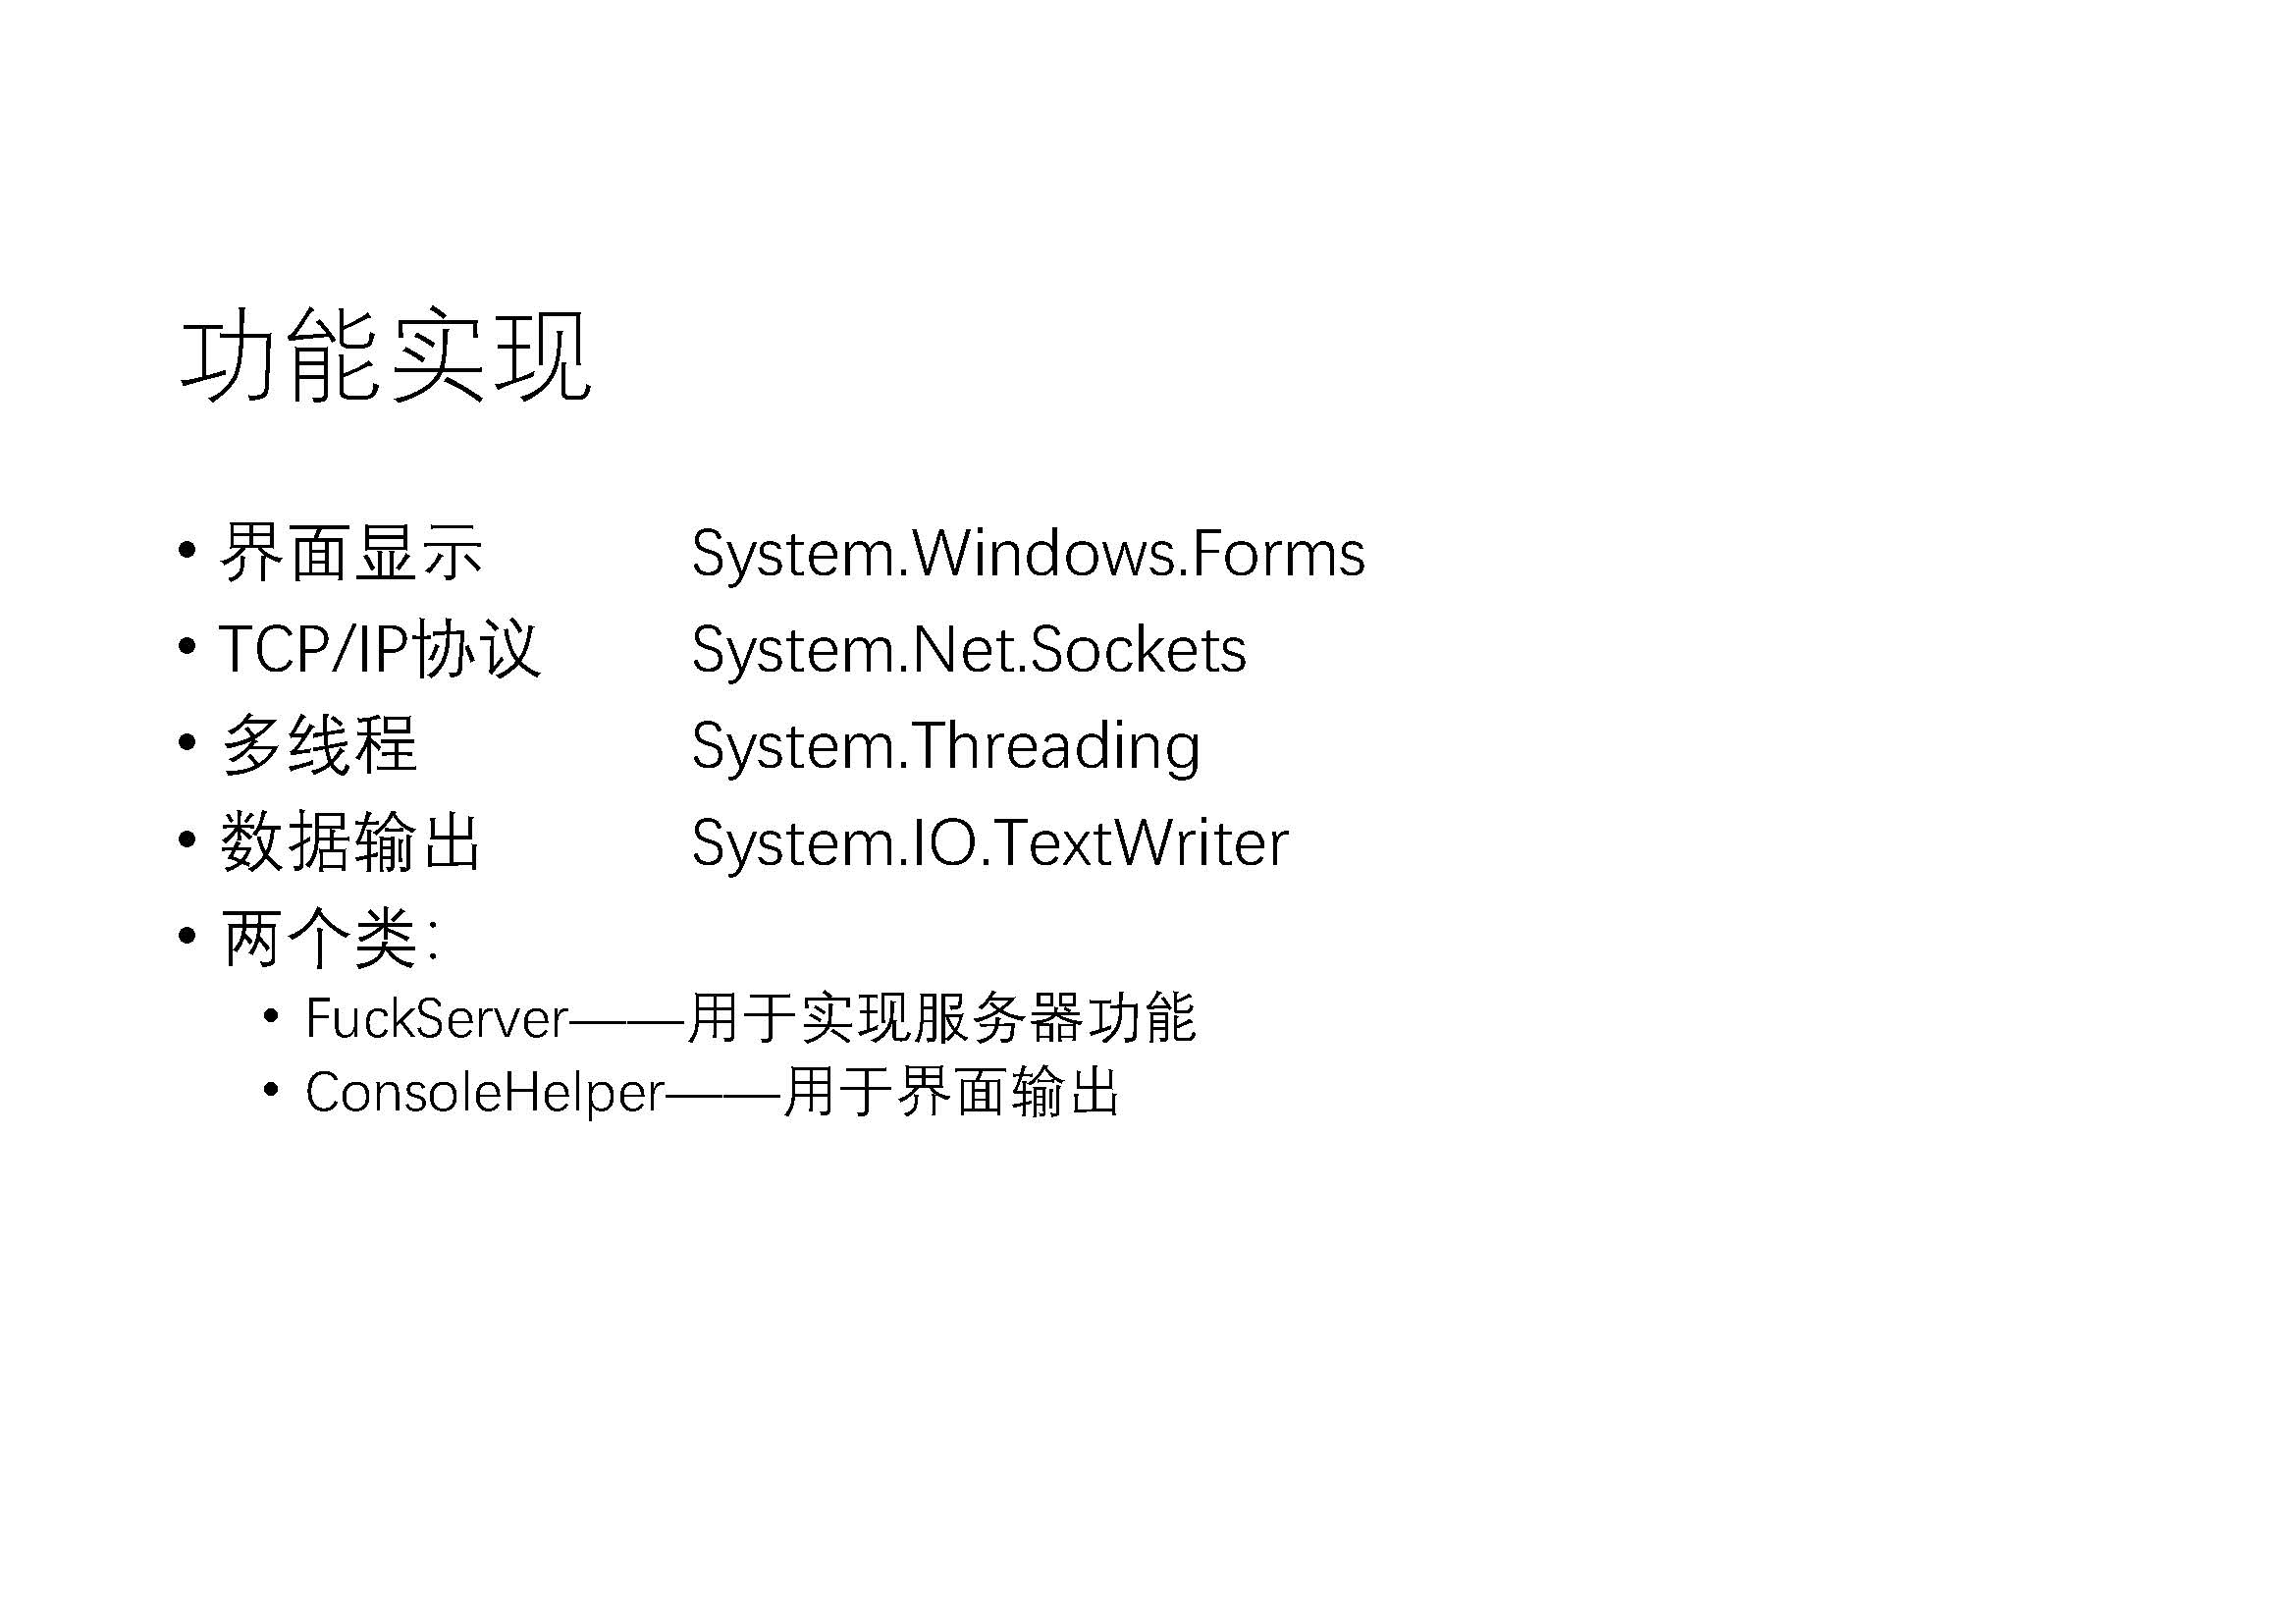 功能实现
• 界面显示 System.Windows.Forms
• TCP/IP协议 System.Net.Sockets
• 多线程 System.Threading
• 数据输出 System.IO.TextWriter
• 两个类：
• FuckServer——用于实现服务器功能
• ConsoleHelper——用于界面输出